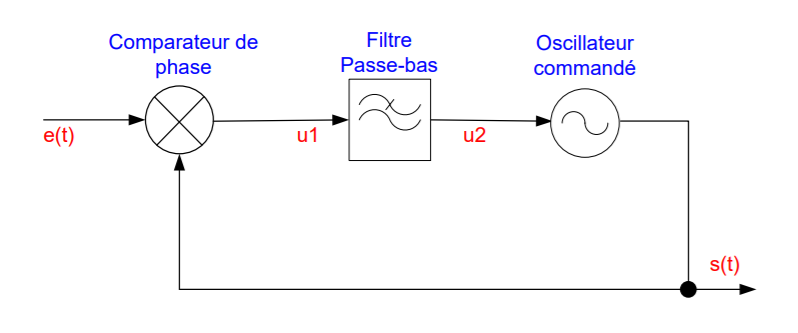 Comparateur de
phase
Filtre
Passe-bas
Oscillateur
commandé
e(t)
u1
u2
s(t)